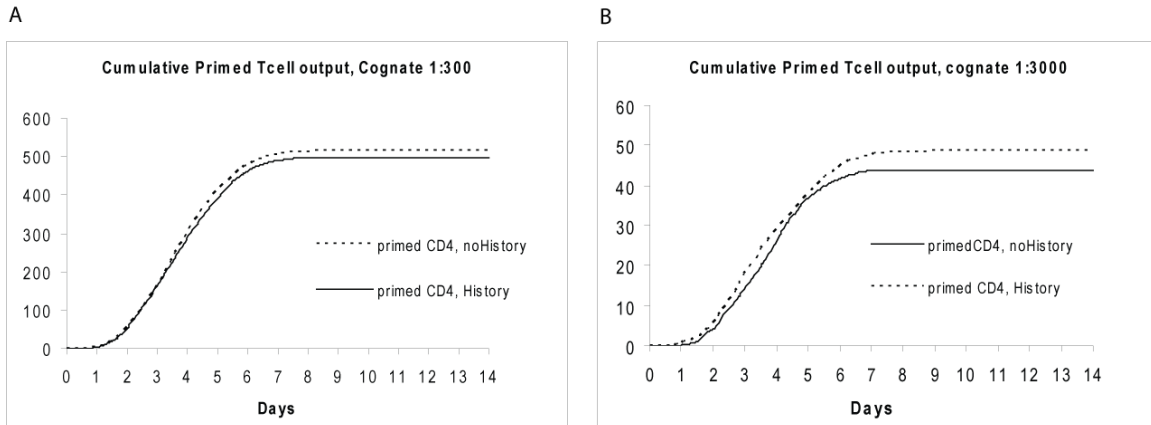 A
Cumulative Primed Tcell output, Cognate 1:300
600
500
400
300
200
100
0
primed CD4, noHistory
primed CD4, History
0 1 2 3 4 5 6 7 8 9 10 11 12 13 14
Days
B
Cumulative Primed Tcell output, cognate 1:3000
60
50
40
30
20
10
0
primedCD4, noHistory
primed CD4, History
0 1 2 3 4 5 6 7 8 9 10 11 12 13 14
Days